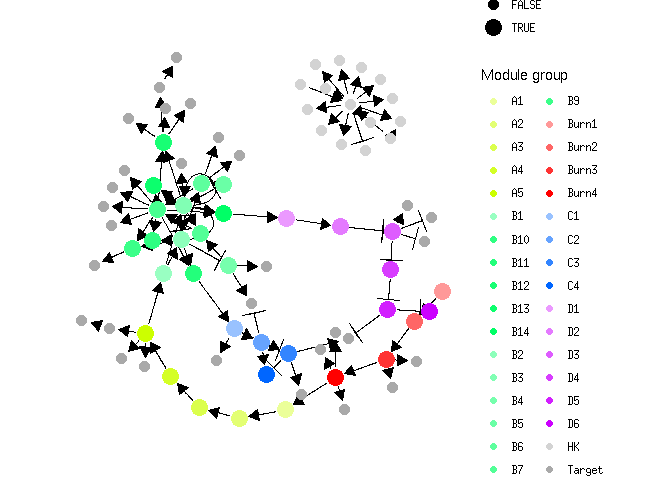 FALSE
TRUE
Module group
A1 B9
A2 Burn1
A3 Burn2
A4 Burn3
A5 Burn4
B1 C1
B10 C2
B11 C3
B12 C4
B13 D1
B14 D2
B2 D3
B3 D4
B4 D5
B5 D6
B6 HK
B7 Target